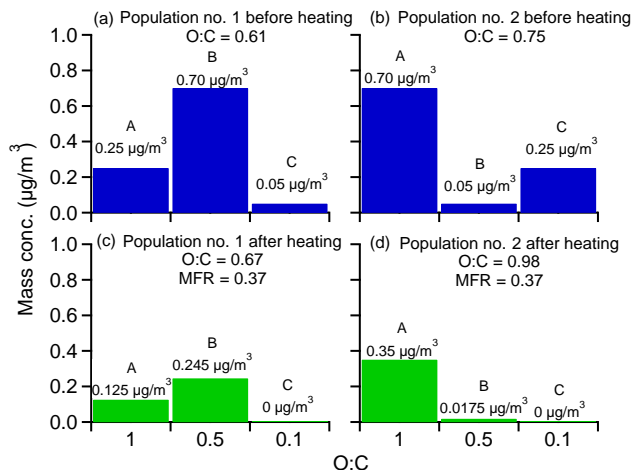 (a) Population no. 1 before heating
O:C = 0.61
B
0.70 µg/m3
A
0.25 µg/m3
C
0.05 µg/m3
(b) Population no. 2 before heating
O:C = 0.75
A
0.70 µg/m3
C
0.25 µg/m3
B
0.05 µg/m3
1.0
0.8
0.6
0.4
0.2
0.0
Mass conc. (µg/m3)
(c) Population no. 1 after heating
O:C = 0.67
MFR = 0.37
B
0.245 µg/m3
A
0.125 µg/m3
C
0 µg/m3
(d) Population no. 2 after heating
O:C = 0.98
MFR = 0.37
A
0.35 µg/m3
B
0.0175 µg/m3
C
0 µg/m3
1.0
0.8
0.6
0.4
0.2
0.0
1 0.5 0.1
1 0.5 0.1
O:C